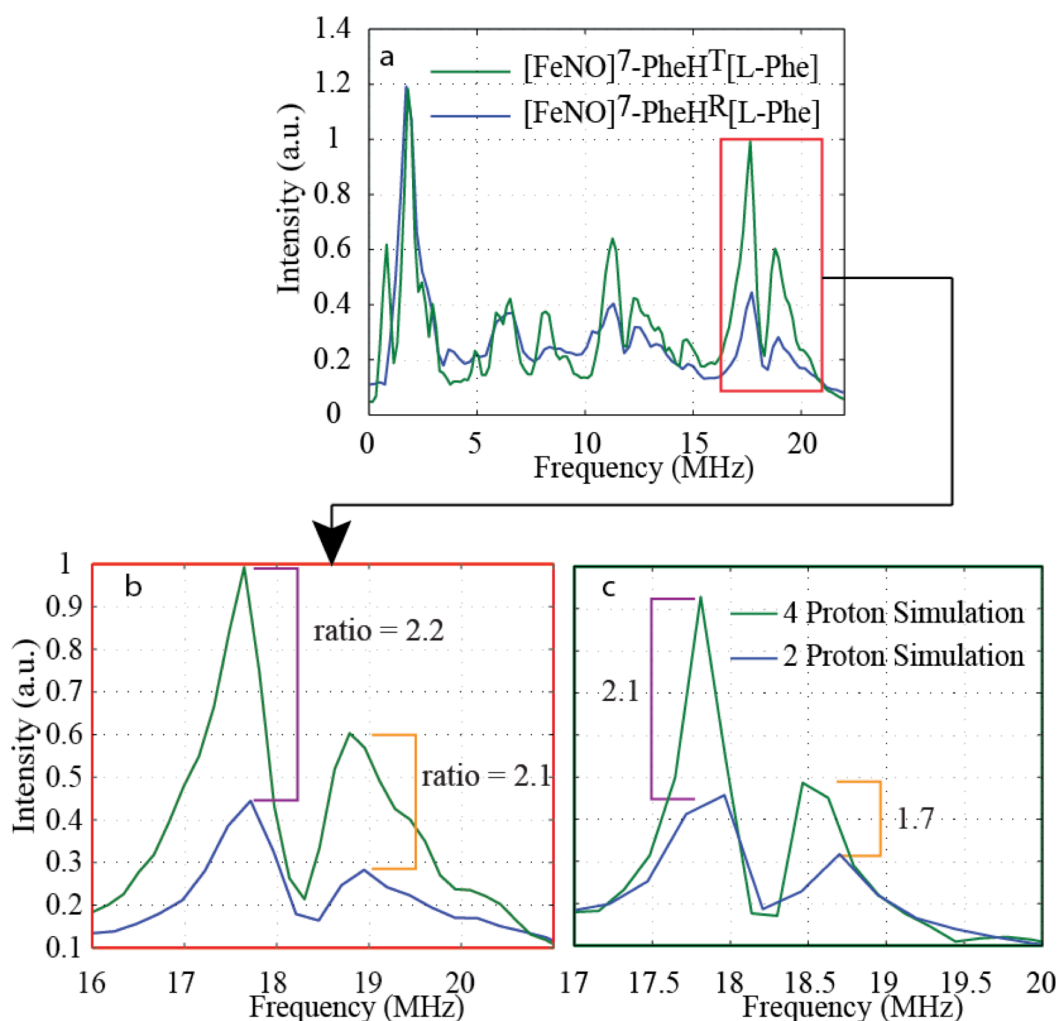 a
[FeNO]7-PheHT[L-Phe]
[FeNO]7-PheHR[L-Phe]
Intensity (a.u.)
1.4
1.2
1
0.8
0.6
0.4
0.2
0
0 5 10 15 20
Frequency (MHz)
b
ratio = 2.2
ratio = 2.1
Intensity (a.u.)
1
0.9
0.8
0.7
0.6
0.5
0.4
0.3
0.2
0.1
16 17 18 19 20
Frequency (MHz)
c
4 Proton Simulation
2 Proton Simulation
2.1
1.7
17 17.5 18 18.5 19 19.5 20
Frequency (MHz)